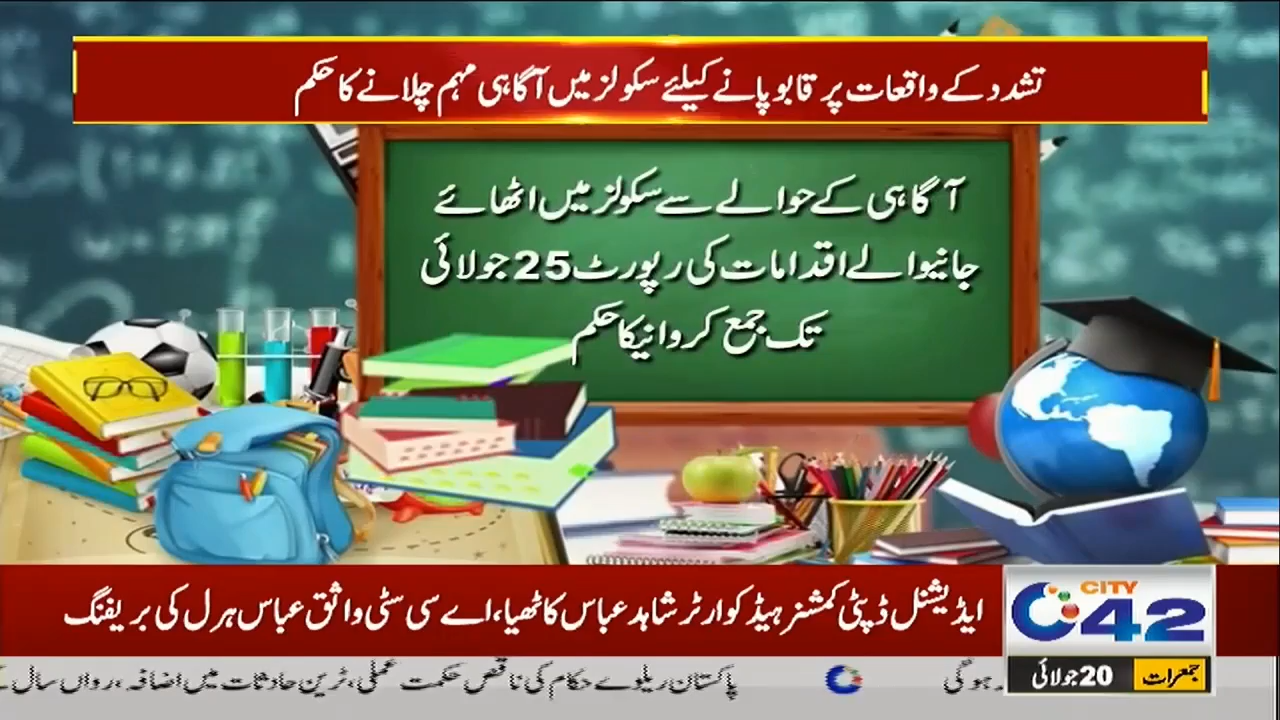 تشدد کے واقعات پر قابو پانے کیلئے سکولز میں آگاہی مہم چلانے کا حکم
آگاہی کے حوالے سے سکولز میں اٹھائے
جانیوالے اقدامات کی رپورٹ 25 جولائی
تک جمع کروانیکا حکم
ایڈیشنل ڈپٹی کمشنر ہیڈ کوارٹر شاہد عباس کاٹھیا، اے سی سٹی واثق عباس ہرل کی بریفنگ
CITY
42
جمعرات 20 جولائی
ہوگی
پاکستان ریلوے حکام کی ناقص حکمت عملی، ٹرین حادثات میں اضافہ، رواں سال